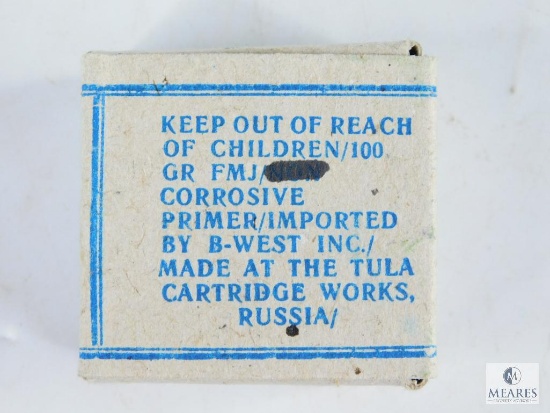 KEEP OUT OF REACH
OF CHILDREN/100
GR FMJ/
CORROSIVE
PRIMER/IMPORTED
BY B-WEST INC./
MADE AT THE TULA
CARTRIDGE WORKS,
RUSSIA/
M
MEARES